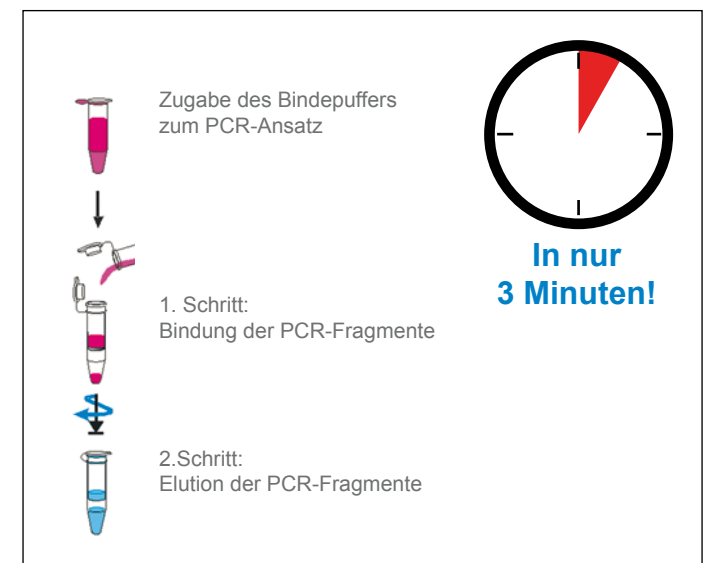 Zugabe des Bindepuffers
zum PCR-Ansatz
In nur
3 Minuten!
1. Schritt:
Bindung der PCR-Fragmente
2.Schritt:
Elution der PCR-Fragmente